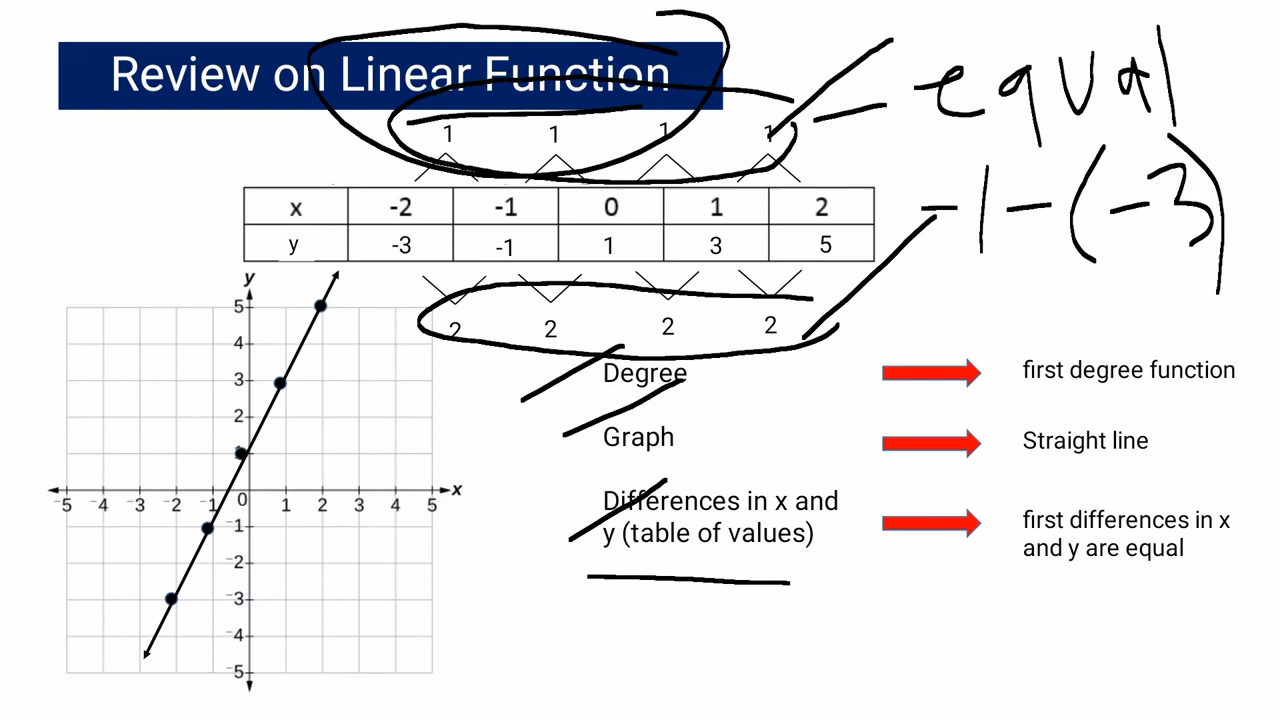 Review on Linear Function
equal
1 1 1 1
x -2 -1 0 1 2
y -3 -1 1 3 5
-1-(-3)
2 2 2 2
y
5
4
3
2
1
-5 -4 -3 -2 -1 0 1 2 3 4 5 x
-1
-2
-3
-4
-5
Degree
first degree function
Graph
Straight line
Differences in x and
y (table of values)
first differences in x
and y are equal